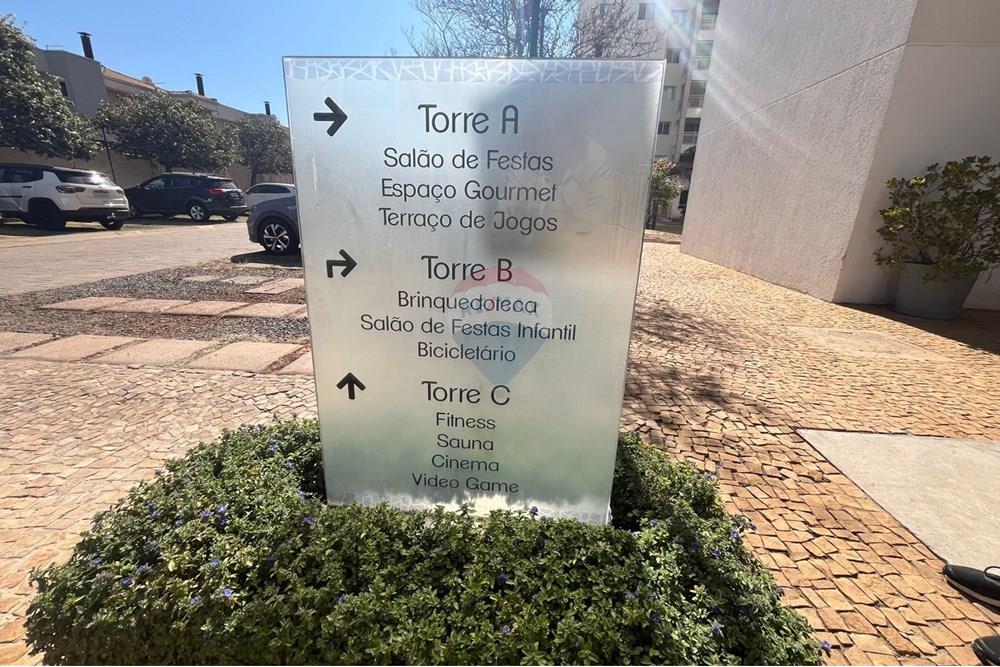 Torre A
Salão de Festas
Espaço Gourmet
Terraço de Jogos
Torre B
Brinquedoteca
Salão de Festas Infantil
Bicicletário
Torre C
Fitness
Sauna
Cinema
Video Game